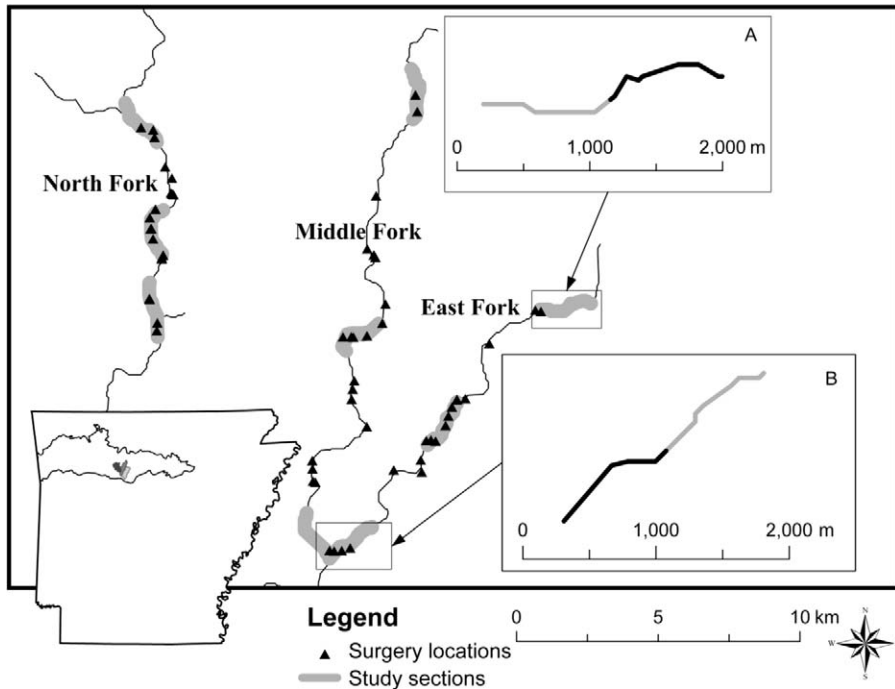 A
0
1,000
2,000 m
North Fork
Middle Fork
East Fork
B
0
1,000
2,000 m
Legend
Surgery locations
Study sections
0
5
10 km
N
W
E
S